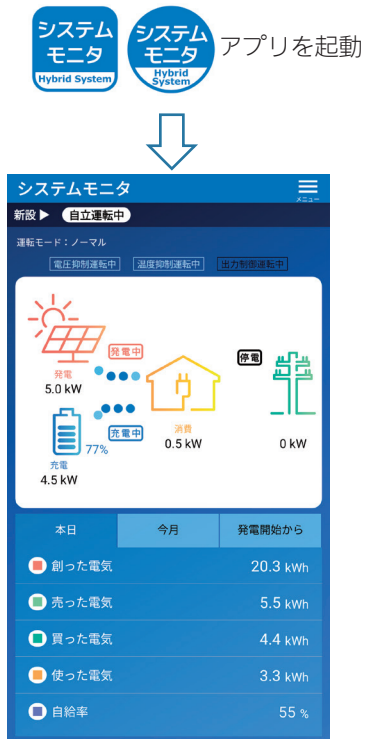 システム
モニタ
Hybrid System
システム
モニタ
Hybrid
System
アプリを起動
システムモニタ
メニュー
新設▶ 自立運転中
運転モード：ノーマル
電圧抑制運転中 温度抑制運転中 出力制御運転中
発電中
停電
発電
5.0 kW
77%
充電中
消費
0.5 kW
0 kW
充電
4.5 kW
本日 今月 発電開始から
創った電気 20.3 kWh
売った電気 5.5 kWh
買った電気 4.4 kWh
使った電気 3.3 kWh
自給率 55 %